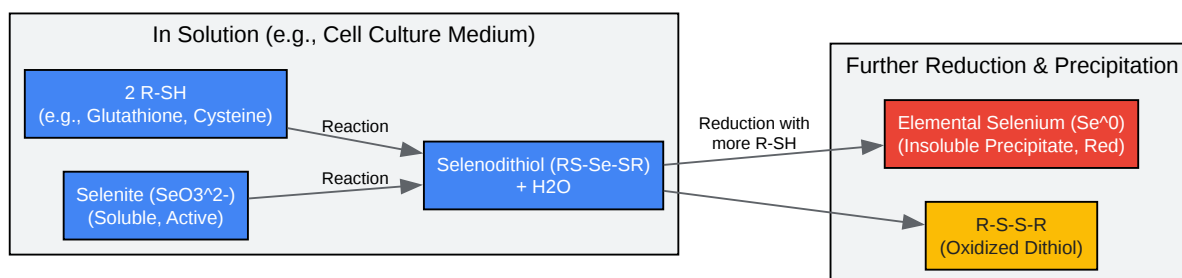 In Solution (e.g., Cell Culture Medium)
2 R-SH
(e.g., Glutathione, Cysteine)
Reaction
Selenite (SeO3^2-)
(Soluble, Active)
Reaction
Selenodithiol (RS-Se-SR)
+ H2O
Reduction with
more R-SH
Further Reduction & Precipitation
Elemental Selenium (Se^0)
(Insoluble Precipitate, Red)
R-S-S-R
(Oxidized Dithiol)